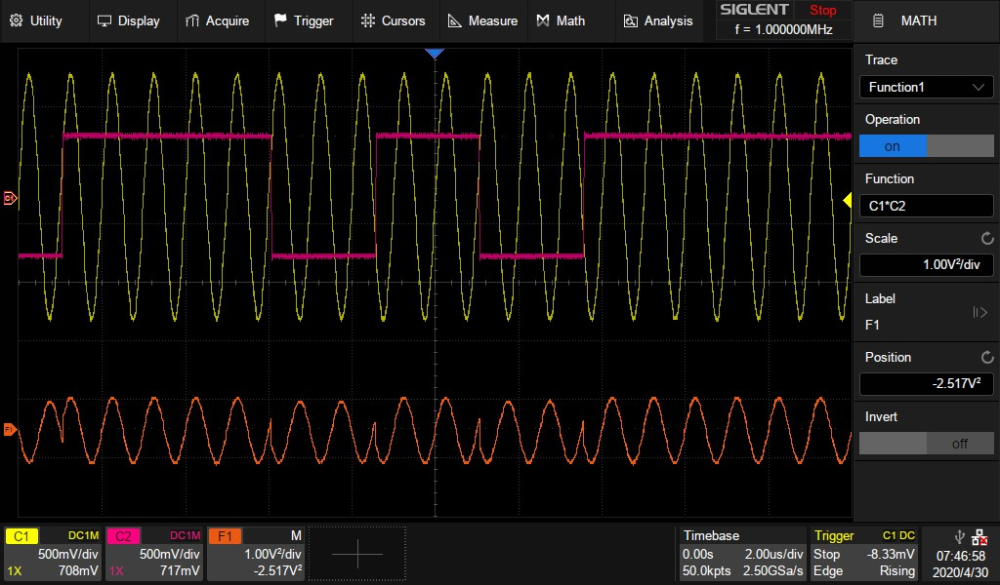 Utility Display Acquire Trigger Cursors Measure Math Analysis SIGLENT Stop MATH
f = 1.000000MHz
Trace
Function1
Operation
on
Function
C1*C2
Scale
1.00V²/div
Label
F1
Position
-2.517V²
Invert
off
C1
F1
C1 DC1M C2 DC1M F1 M Timebase Trigger C1 DC
500mV/div 500mV/div 1.00V²/div 0.00s 2.00us/div Stop -8.33mV
1X 708mV 1X 717mV -2.517V² 50.0kpts 2.50GSa/s Edge Rising
07:46:58
2020/4/30